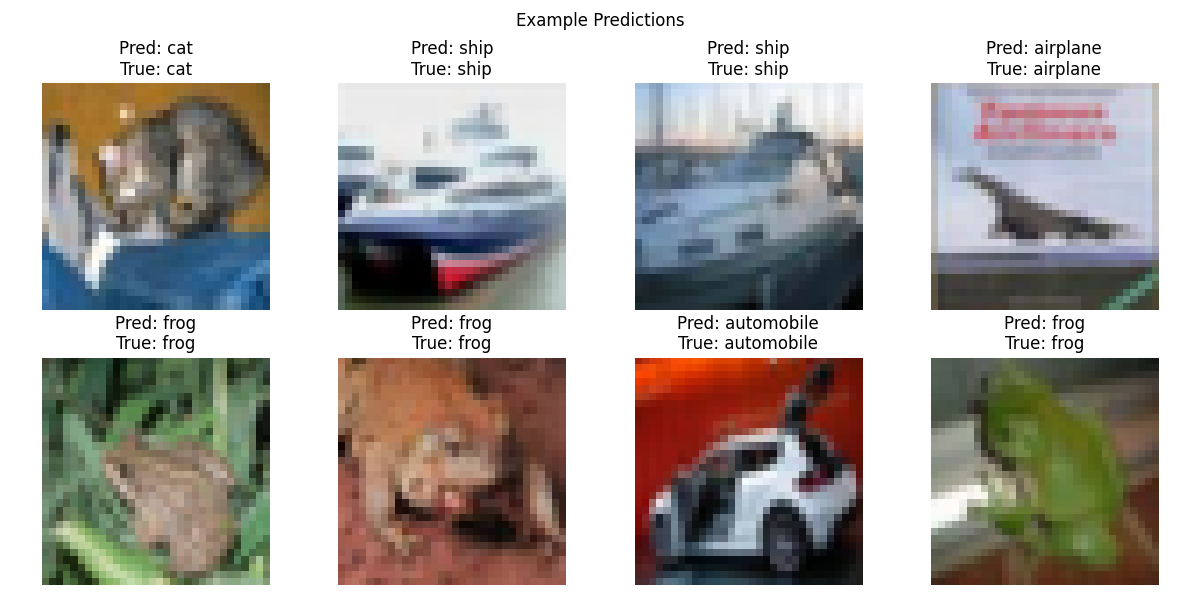 Example Predictions
Pred: cat
True: cat
Pred: ship
True: ship
Pred: ship
True: ship
Pred: airplane
True: airplane
Pred: frog
True: frog
Pred: frog
True: frog
Pred: automobile
True: automobile
Pred: frog
True: frog